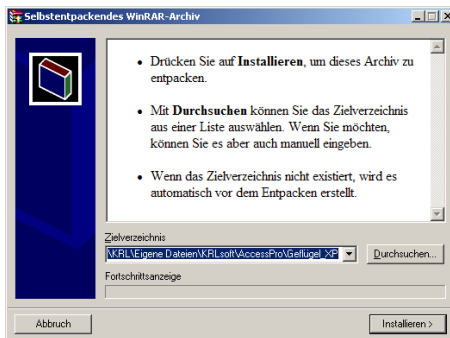 Selbstentpackendes WinRAR-Archiv
• Drücken Sie auf Installieren, um dieses Archiv zu
entpacken.
• Mit Durchsuchen können Sie das Zielverzeichnis
aus einer Liste auswählen. Wenn Sie möchten,
können Sie es aber auch manuell eingeben.
• Wenn das Zielverzeichnis nicht existiert, wird es
automatisch vor dem Entpacken erstellt.
Zielverzeichnis
\KRL\Eigene Dateien\KRLsoft\AccessPro\Geflügel_XP
Durchsuchen...
Fortschrittsanzeige
Abbruch
Installieren >